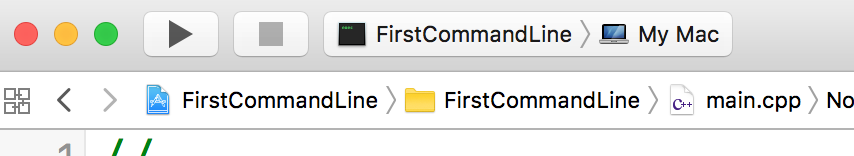 FirstCommandLine My Mac
FirstCommandLine FirstCommandLine C++ main.cpp No
1 //